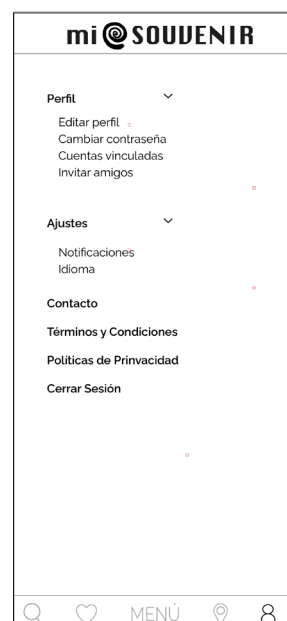 mi@SOUVENIR
Perfil
Editar perfil
Cambiar contraseña
Cuentas vinculadas
Invitar amigos
Ajustes
Notificaciones
Idioma
Contacto
Términos y Condiciones
Políticas de Prinvacidad
Cerrar Sesión
MENÚ